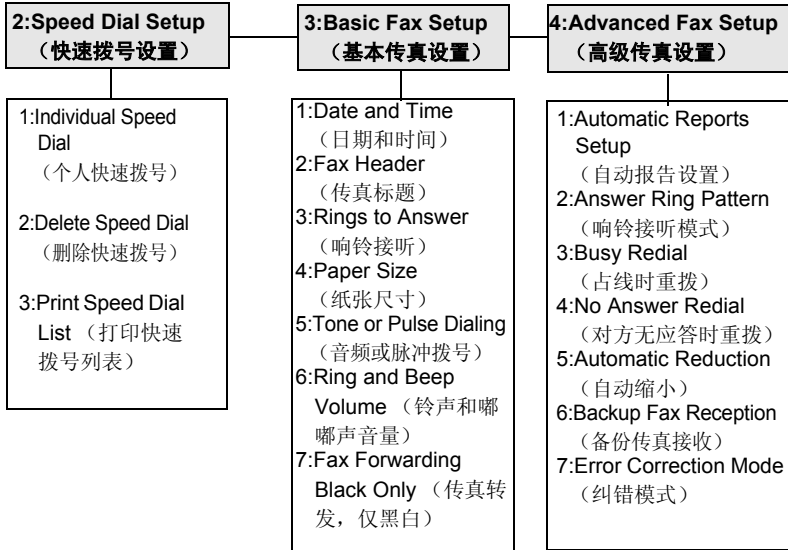 2:Speed Dial Setup
（快速拨号设置）
1:Individual Speed
Dial
（个人快速拨号）
2:Delete Speed Dial
（删除快速拨号）
3:Print Speed Dial
List （打印快速
拨号列表）
3:Basic Fax Setup
（基本传真设置）
1:Date and Time
（日期和时间）
2:Fax Header
（传真标题）
3:Rings to Answer
（响铃接听）
4:Paper Size
（纸张尺寸）
5:Tone or Pulse Dialing
（音频或脉冲拨号）
6:Ring and Beep
Volume （铃声和嘟
嘟声音量）
7:Fax Forwarding
Black Only （传真转
发，仅黑白）
4:Advanced Fax Setup
（高级传真设置）
1:Automatic Reports
Setup
（自动报告设置）
2:Answer Ring Pattern
（响铃接听模式）
3:Busy Redial
（占线时重拨）
4:No Answer Redial
（对方无应答时重拨）
5:Automatic Reduction
（自动缩小）
6:Backup Fax Reception
（备份传真接收）
7:Error Correction Mode
（纠错模式）